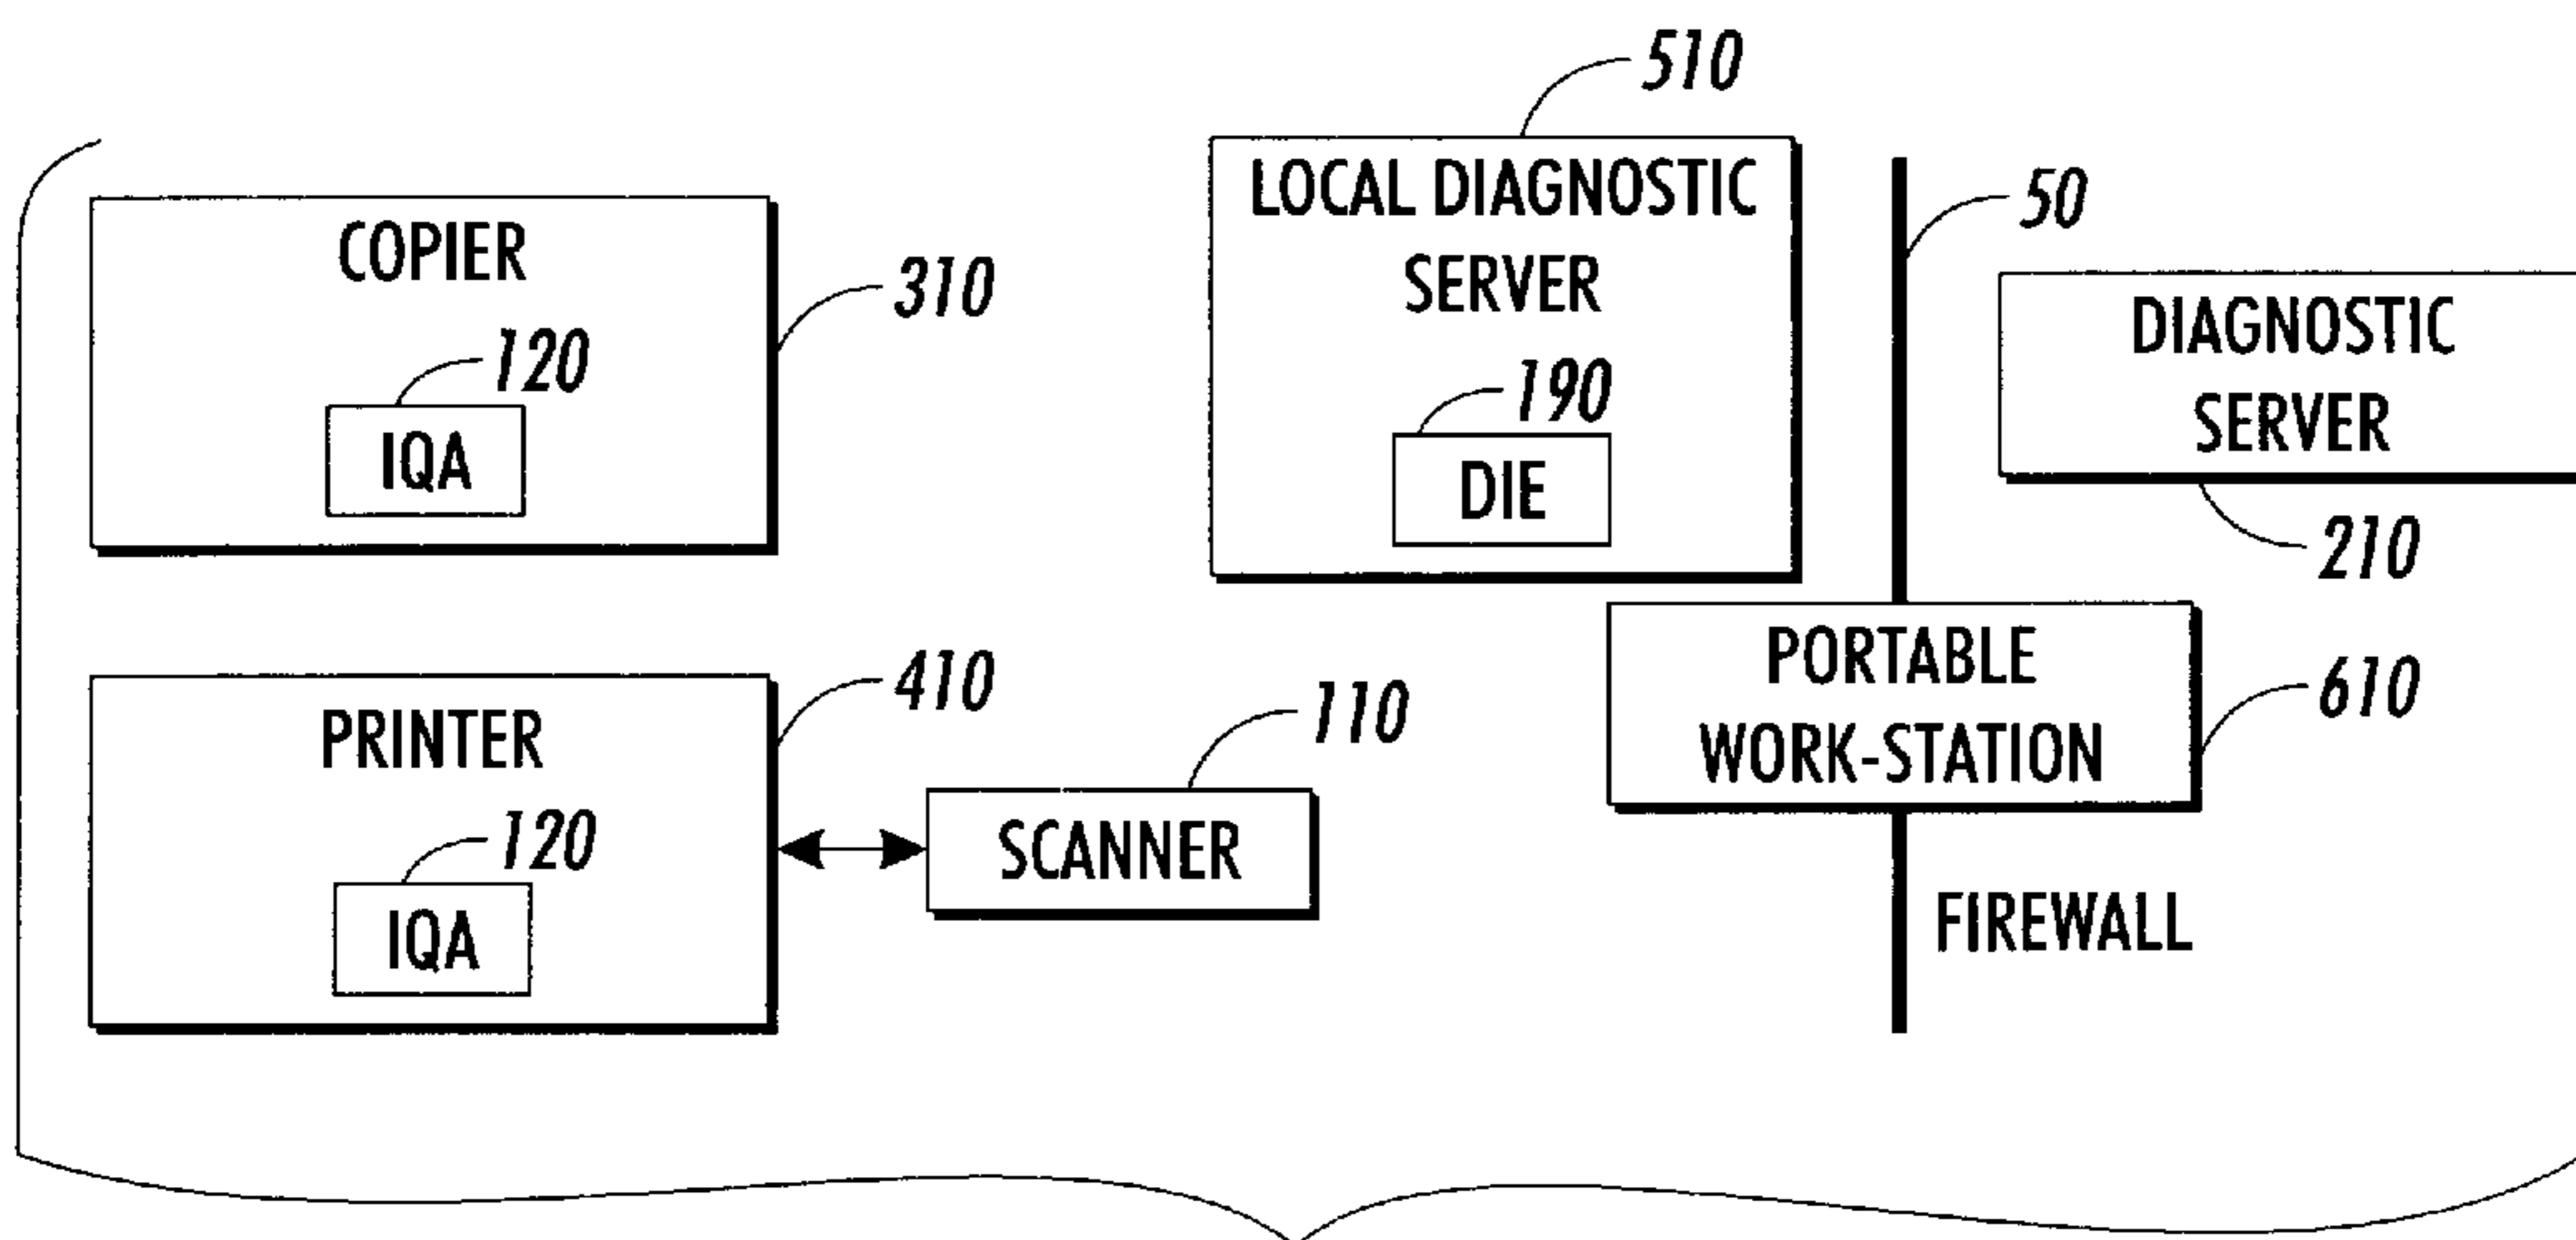 510
LOCAL DIAGNOSTIC
SERVER
190
DIE
50
COPIER
310
120
IQA
DIAGNOSTIC
SERVER
210
PRINTER
410
120
IQA
110
SCANNER
PORTABLE
WORK-STATION
610
FIREWALL